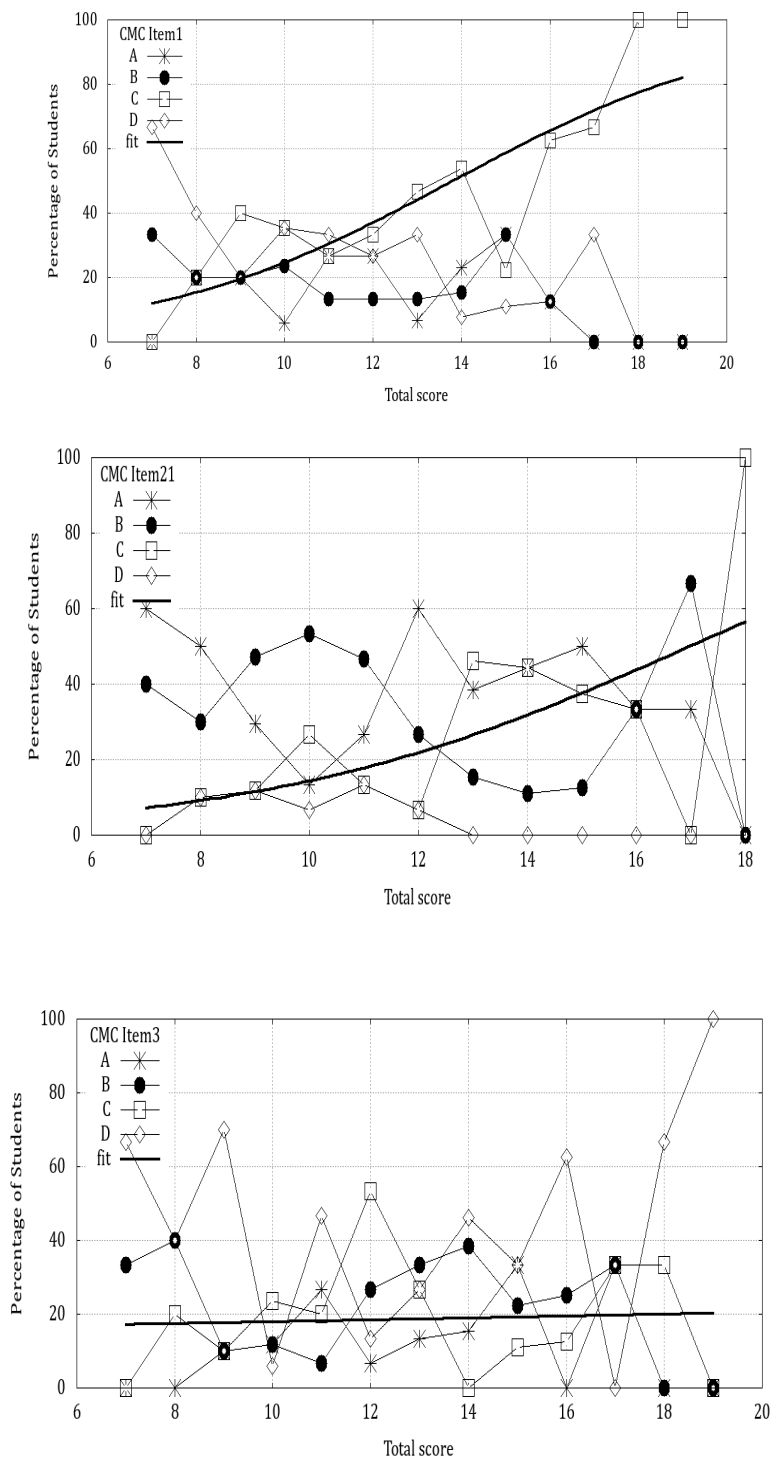 CMC Item1
A
B
C
D
fit
Percentage of Students
100
80
60
40
20
0
6 8 10 12 14 16 18 20
Total score
CMC Item21
A
B
C
D
fit
Percentage of Students
100
80
60
40
20
0
6 8 10 12 14 16 18
Total score
CMC Item3
A
B
C
D
fit
Percentage of Students
100
80
60
40
20
0
6 8 10 12 14 16 18 20
Total score